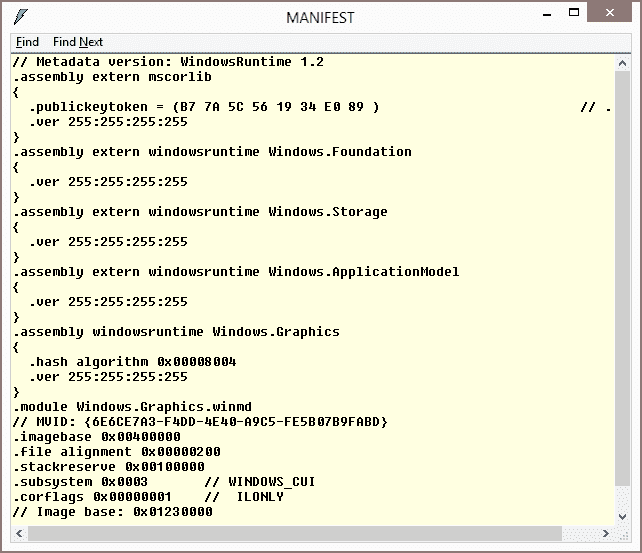 MANIFEST
Find Find Next
// Metadata version: WindowsRuntime 1.2
.assembly extern mscorlib
{
  .publickeytoken = (B7 7A 5C 56 19 34 E0 89 )                         // .
  .ver 255:255:255:255
}
.assembly extern windowsruntime Windows.Foundation
{
  .ver 255:255:255:255
}
.assembly extern windowsruntime Windows.Storage
{
  .ver 255:255:255:255
}
.assembly extern windowsruntime Windows.ApplicationModel
{
  .ver 255:255:255:255
}
.assembly windowsruntime Windows.Graphics
{
  .hash algorithm 0x00008004
  .ver 255:255:255:255
}
.module Windows.Graphics.winmd
// MVID: {6E6CE7A3-F4DD-4E40-A9C5-FE5B07B9FABD}
.imagebase 0x00400000
.file alignment 0x00000200
.stackreserve 0x00100000
.subsystem 0x0003       // WINDOWS_CUI
.corflags 0x00000001    //  ILONLY
// Image base: 0x01230000